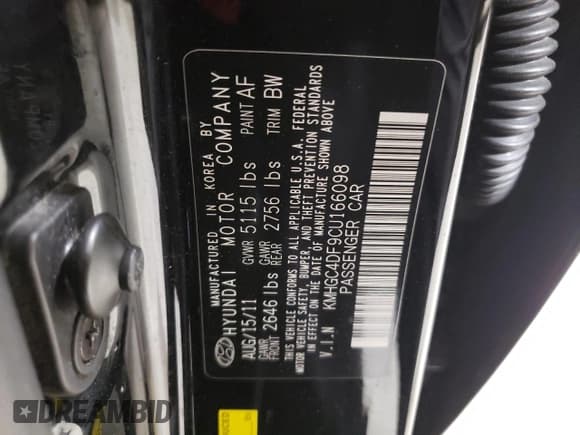 MANUFACTURED IN KOREA BY
HYUNDAI MOTOR COMPANY
AUG/15/11 GVWR 5115 lbs PAINT AF
GAWR FRONT 2646 lbs GAWR REAR 2756 lbs TRIM BW
THIS VEHICLE CONFORMS TO ALL APPLICABLE U.S.A. FEDERAL
MOTOR VEHICLE SAFETY, BUMPER, AND THEFT PREVENTION STANDARDS
IN EFFECT ON THE DATE OF MANUFACTURE SHOWN ABOVE
V.I.N KMHGC4DF9CU166098
PASSENGER CAR
DREAMBID